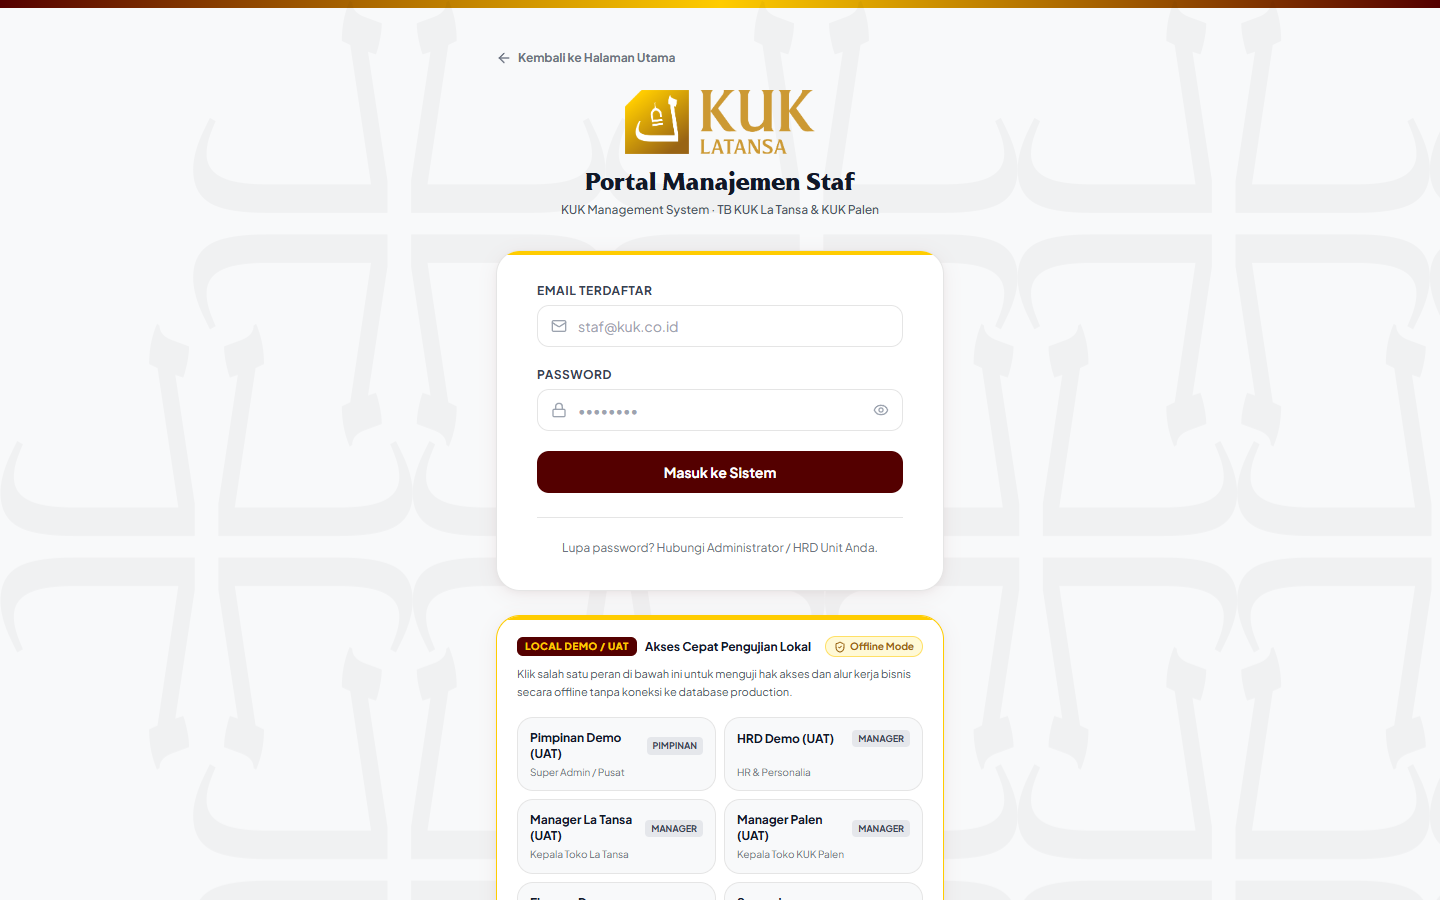 Kembali ke Halaman Utama
KUK
LATANSA
Portal Manajemen Staf
KUK Management System · TB KUK La Tansa & KUK Palen
EMAIL TERDAFTAR
staf@kuk.co.id
PASSWORD
••••••••
Masuk ke Sistem
Lupa password? Hubungi Administrator / HRD Unit Anda.
LOCAL DEMO / UAT Akses Cepat Pengujian Lokal Offline Mode
Klik salah satu peran di bawah ini untuk menguji hak akses dan alur kerja bisnis
secara offline tanpa koneksi ke database production.
Pimpinan Demo
(UAT)
PIMPINAN
Super Admin / Pusat
HRD Demo (UAT)
MANAGER
HR & Personalia
Manager La Tansa
(UAT)
MANAGER
Kepala Toko La Tansa
Manager Palen
(UAT)
MANAGER
Kepala Toko KUK Palen